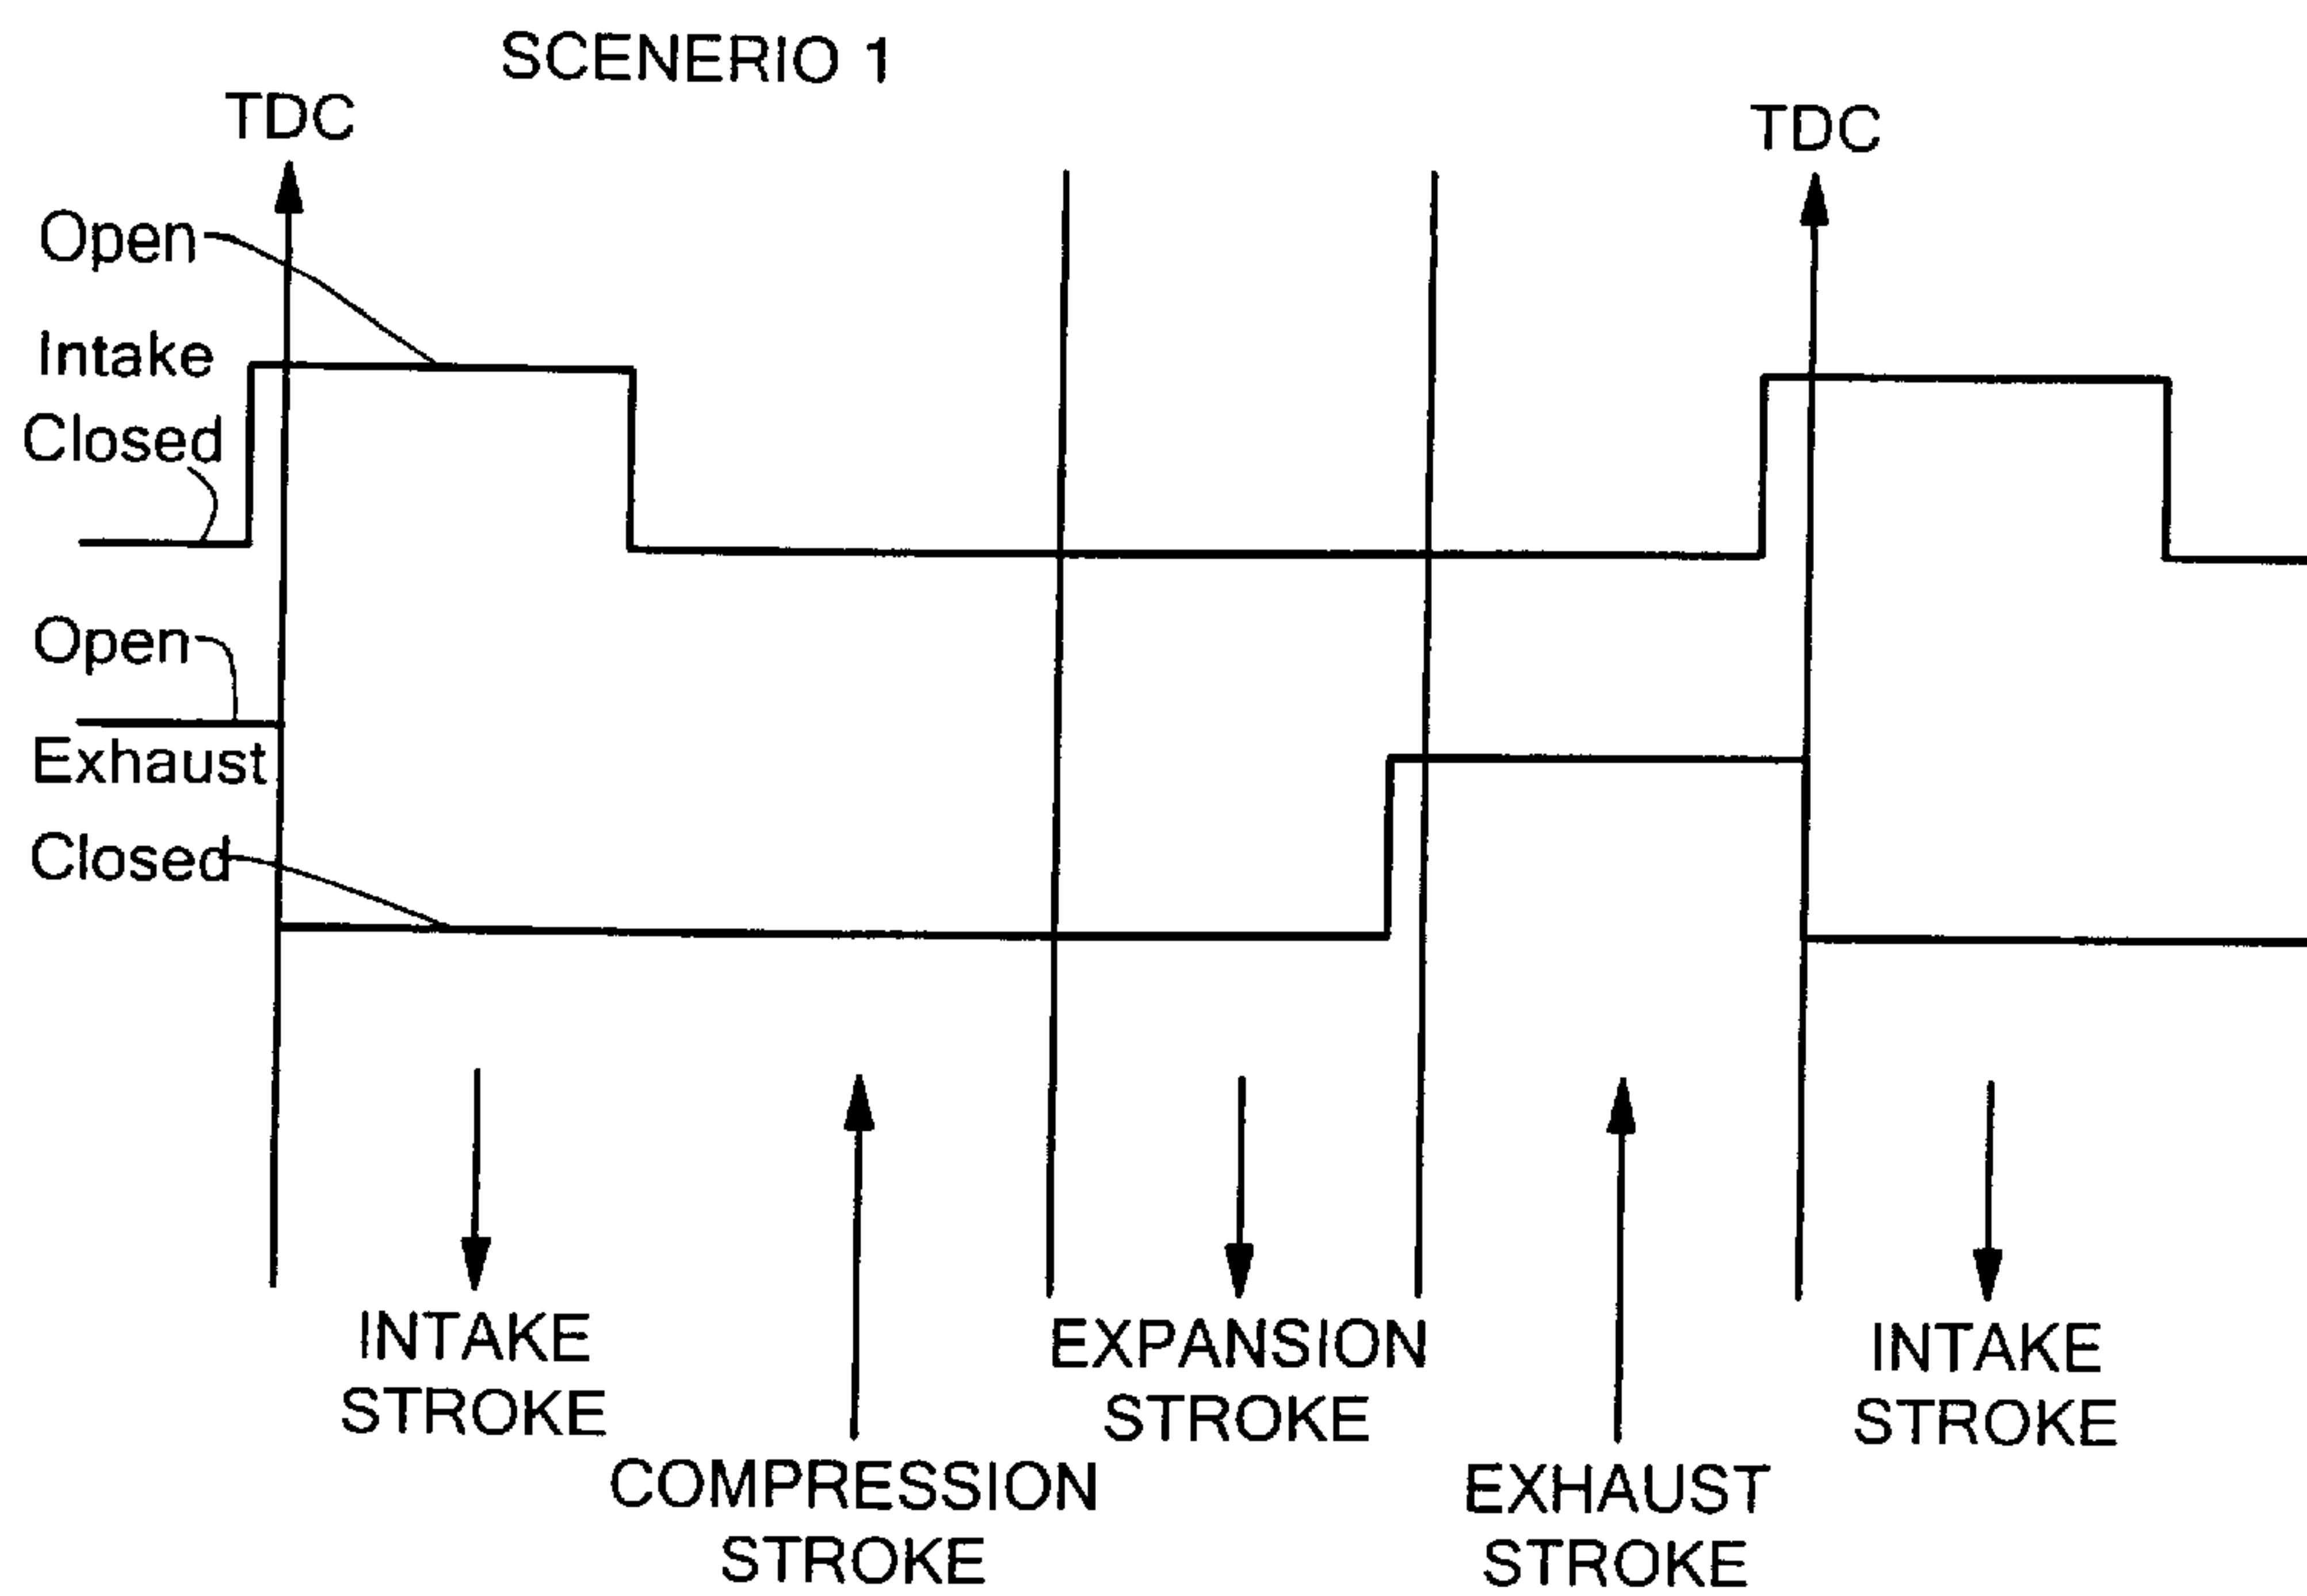 SCENERIO 1
TDC
TDC
Open
Intake
Closed
Open
Exhaust
Closed
INTAKE
STROKE
COMPRESSION
STROKE
EXPANSION
STROKE
EXHAUST
STROKE
INTAKE
STROKE